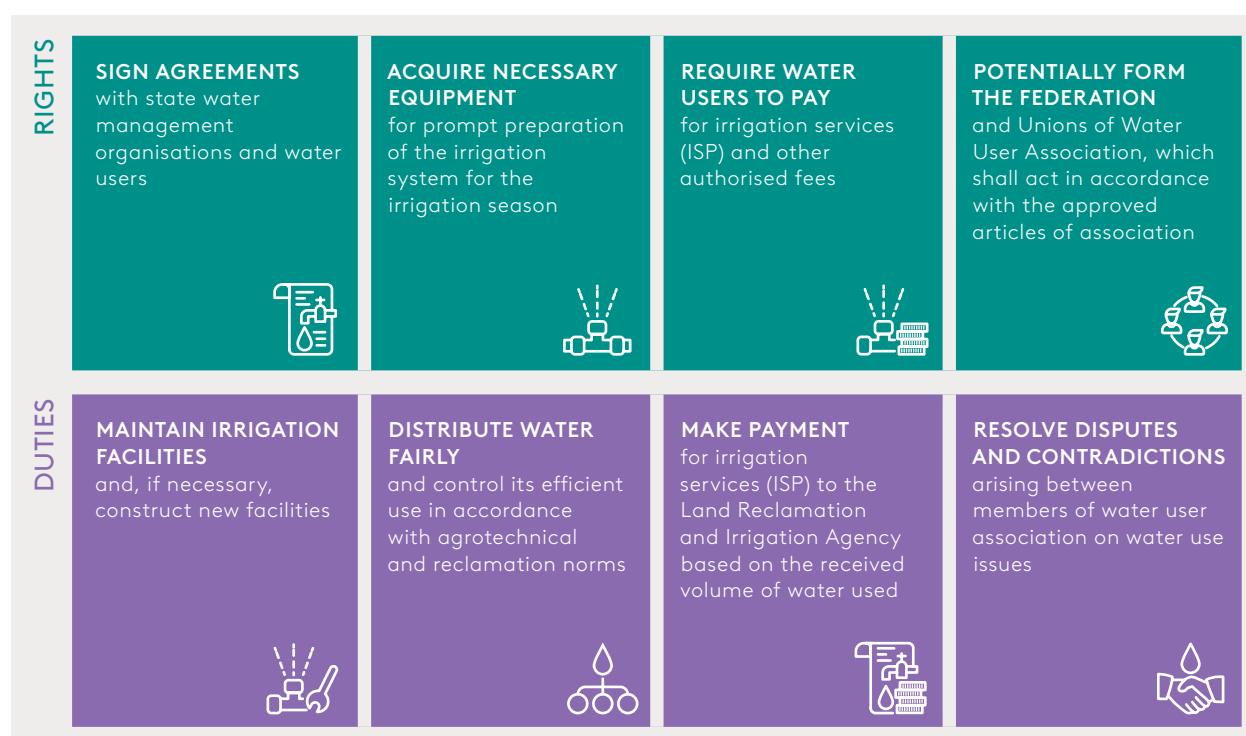 RIGHTS
SIGN AGREEMENTS
with state water
management
organisations and water
users
ACQUIRE NECESSARY
EQUIPMENT
for prompt preparation
of the irrigation
system for the
irrigation season
REQUIRE WATER
USERS TO PAY
for irrigation services
(ISP) and other
authorised fees
POTENTIALLY FORM
THE FEDERATION
and Unions of Water
User Association, which
shall act in accordance
with the approved
articles of association
DUTIES
MAINTAIN IRRIGATION
FACILITIES
and, if necessary,
construct new facilities
DISTRIBUTE WATER
FAIRLY
and control its efficient
use in accordance
with agrotechnical
and reclamation norms
MAKE PAYMENT
for irrigation
services (ISP) to the
Land Reclamation
and Irrigation Agency
based on the received
volume of water used
RESOLVE DISPUTES
AND CONTRADICTIONS
arising between
members of water user
association on water use
issues